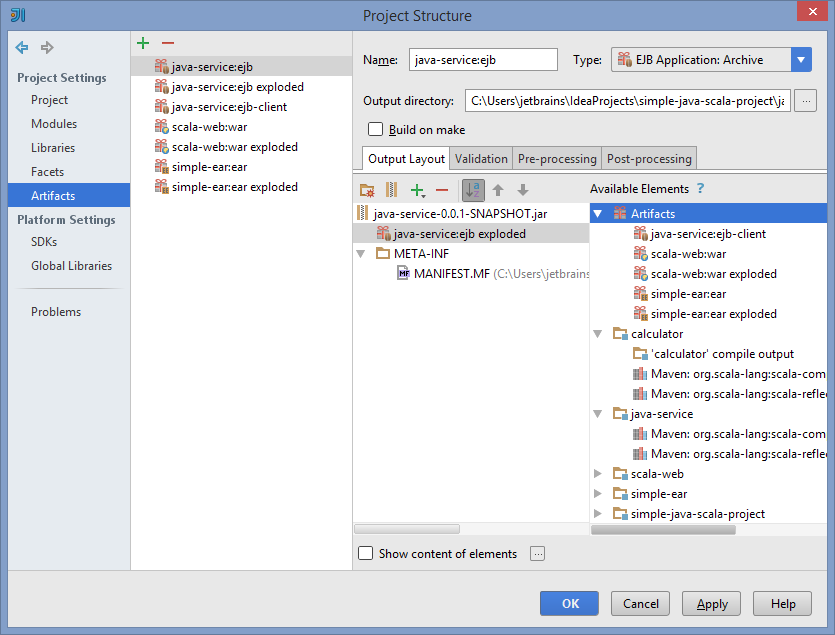 Project Structure
Project Settings
Project
Modules
Libraries
Facets
Artifacts
Platform Settings
SDKs
Global Libraries
Problems
java-service:ejb
java-service:ejb exploded
java-service:ejb-client
scala-web:war
scala-web:war exploded
simple-ear:ear
simple-ear:ear exploded
Name: java-service:ejb Type: EJB Application: Archive
Output directory: C:\Users\jetbrains\IdeaProjects\simple-java-scala-project\ja ...
Build on make
Output Layout Validation Pre-processing Post-processing
java-service-0.0.1-SNAPSHOT.jar
java-service:ejb exploded
META-INF
MANIFEST.MF (C:\Users\jetbrains
Available Elements ?
Artifacts
java-service:ejb-client
scala-web:war
scala-web:war exploded
simple-ear:ear
simple-ear:ear exploded
calculator
'calculator' compile output
Maven: org.scala-lang:scala-com
Maven: org.scala-lang:scala-refle
java-service
Maven: org.scala-lang:scala-com
Maven: org.scala-lang:scala-refle
scala-web
simple-ear
simple-java-scala-project
Show content of elements ...
OK Cancel Apply Help